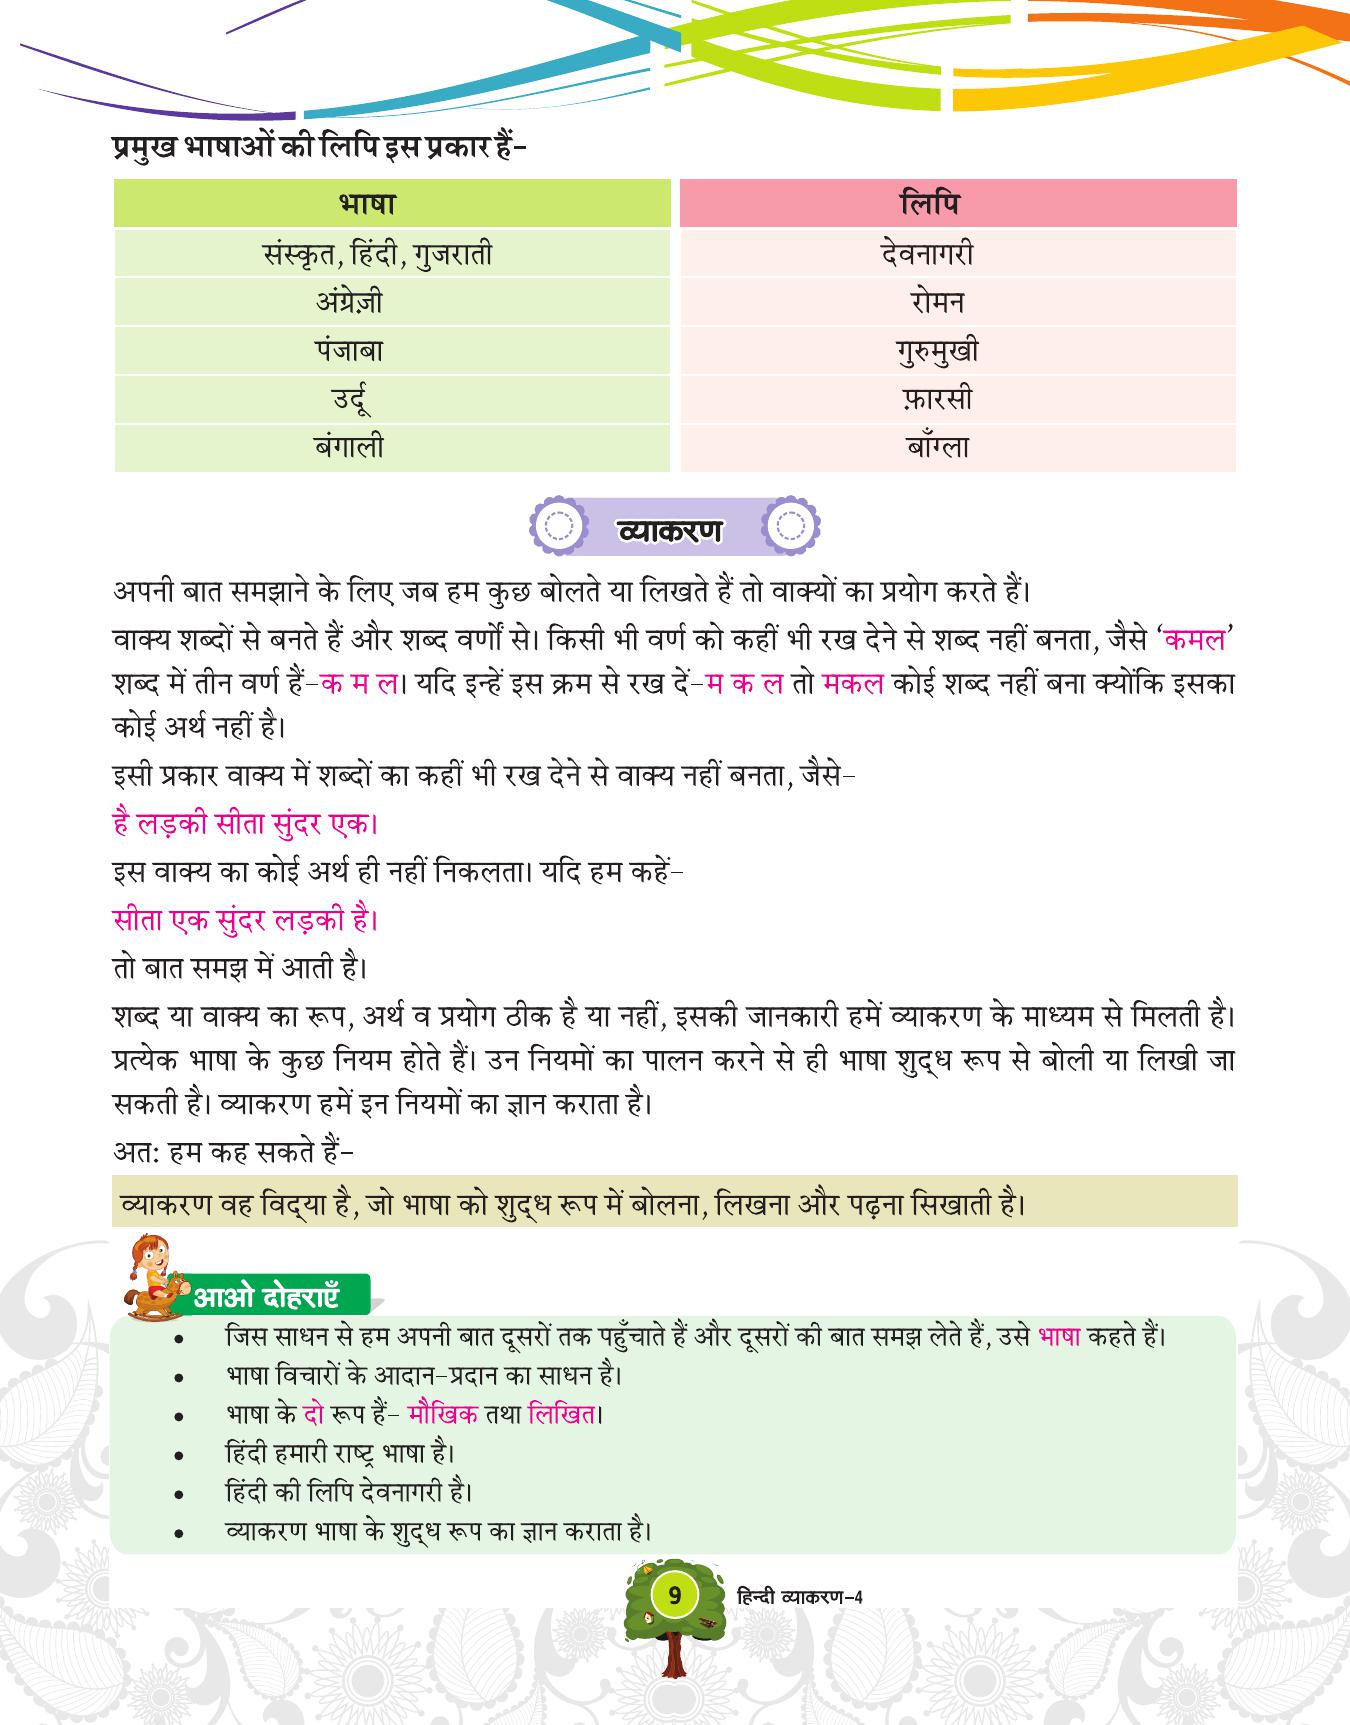 प्रमुख भाषाओं की लिपि इस प्रकार हैं-
भाषा लिपि
संस्कृत, हिंदी, गुजराती देवनागरी
अंग्रेज़ी रोमन
पंजाबा गुरुमुखी
उर्दू फ़ारसी
बंगाली बाँग्ला
व्याकरण
अपनी बात समझाने के लिए जब हम कुछ बोलते या लिखते हैं तो वाक्यों का प्रयोग करते हैं।
वाक्य शब्दों से बनते हैं और शब्द वर्णों से। किसी भी वर्ण को कहीं भी रख देने से शब्द नहीं बनता, जैसे ‘कमल’
शब्द में तीन वर्ण हैं-क म ल। यदि इन्हें इस क्रम से रख दें-म क ल तो मकल कोई शब्द नहीं बना क्योंकि इसका
कोई अर्थ नहीं है।
इसी प्रकार वाक्य में शब्दों का कहीं भी रख देने से वाक्य नहीं बनता, जैसे-
है लड़की सीता सुंदर एक।
इस वाक्य का कोई अर्थ ही नहीं निकलता। यदि हम कहें-
सीता एक सुंदर लड़की है।
तो बात समझ में आती है।
शब्द या वाक्य का रूप, अर्थ व प्रयोग ठीक है या नहीं, इसकी जानकारी हमें व्याकरण के माध्यम से मिलती है।
प्रत्येक भाषा के कुछ नियम होते हैं। उन नियमों का पालन करने से ही भाषा शुद्‌ध रूप से बोली या लिखी जा
सकती है। व्याकरण हमें इन नियमों का ज्ञान कराता है।
अत: हम कह सकते हैं-
व्याकरण वह विद्‌या है, जो भाषा को शुद्‌ध रूप में बोलना, लिखना और पढ़ना सिखाती है।
आओ दोहराएँ
• जिस साधन से हम अपनी बात दूसरों तक पहुँचाते हैं और दूसरों की बात समझ लेते हैं, उसे भाषा कहते हैं।
• भाषा विचारों के आदान-प्रदान का साधन है।
• भाषा के दो रूप हैं- मौखिक तथा लिखित।
• हिंदी हमारी राष्ट्र भाषा है।
• हिंदी की लिपि देवनागरी है।
• व्याकरण भाषा के शुद्‌ध रूप का ज्ञान कराता है।
9 हिन्दी व्याकरण-4